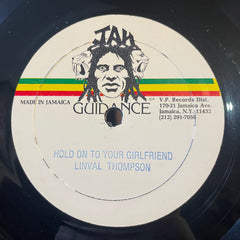 JAH
MADE IN JAMAICA
GUIDANCE
V.P. Records Dist.
170-21 Jamaica Ave.
Jamaica, N.Y. 11432
(212) 291-7058
HOLD ON TO YOUR GIRLFRIEND
LINVAL THOMPSON